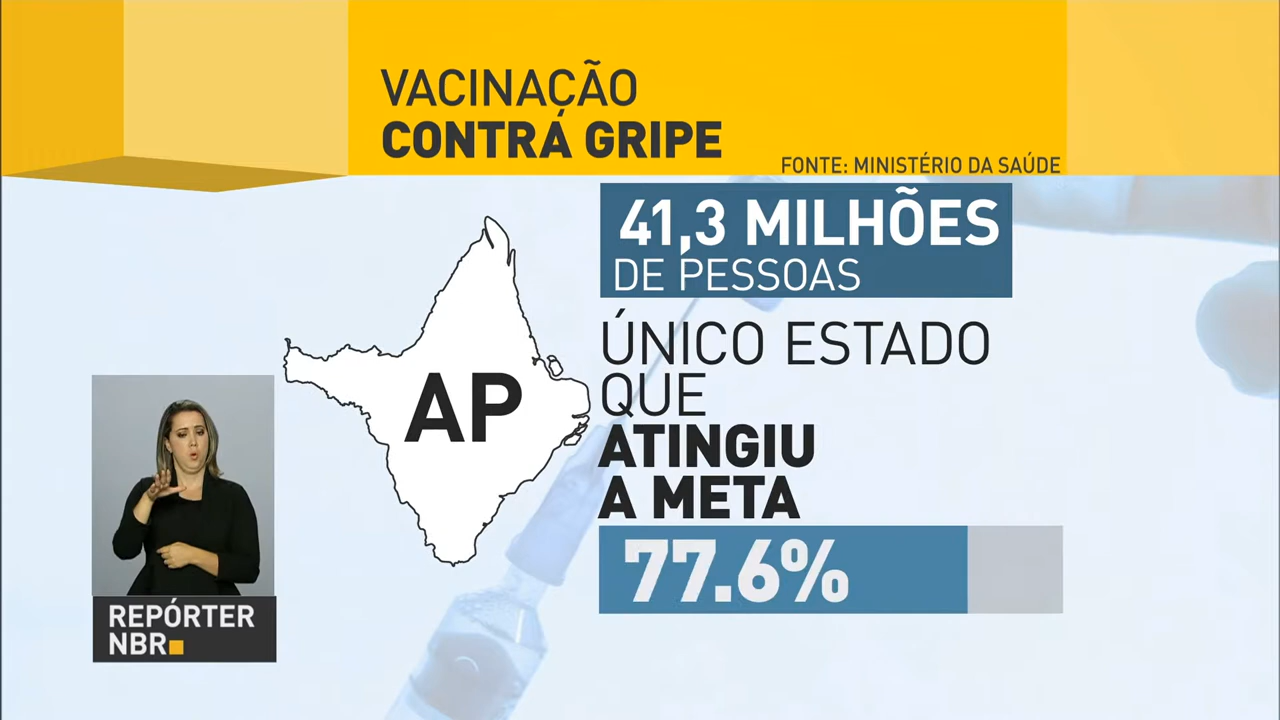 VACINAÇÃO
CONTRA GRIPE
FONTE: MINISTÉRIO DA SAÚDE
41,3 MILHÕES
DE PESSOAS
ÚNICO ESTADO
QUE
ATINGIU
A META
77.6%
AP
REPÓRTER
NBR